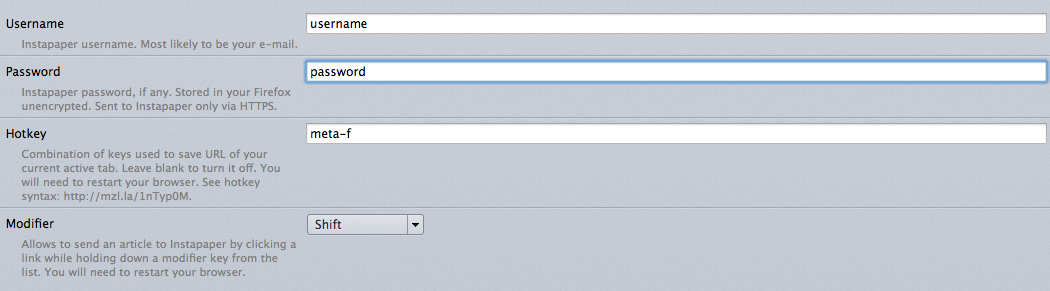 Username
username
Instapaper username. Most likely to be your e-mail.
Password
password
Instapaper password, if any. Stored in your Firefox
unencrypted. Sent to Instapaper only via HTTPS.
Hotkey
meta-f
Combination of keys used to save URL of your
current active tab. Leave blank to turn it off. You
will need to restart your browser. See hotkey
syntax: http://mzl.la/1nTyp0M.
Modifier
Shift
Allows to send an article to Instapaper by clicking a
link while holding down a modifier key from the
list. You will need to restart your browser.